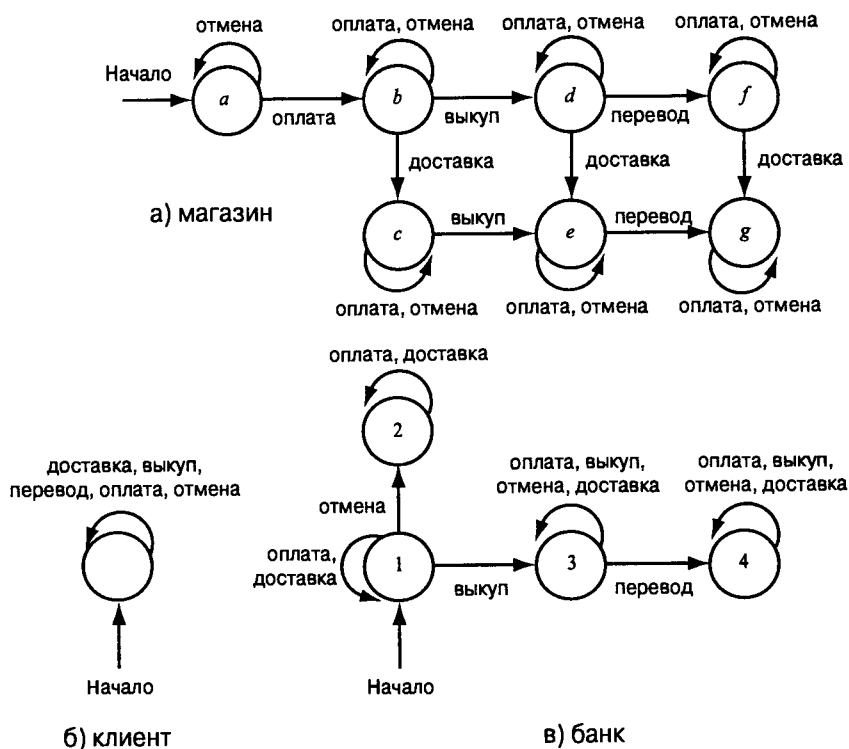 отмена
оплата, отмена
оплата, отмена
оплата, отмена
Начало
a
b
d
f
оплата
выкуп
перевод
доставка
доставка
доставка
а) магазин
c
выкуп
e
перевод
g
оплата, отмена
оплата, отмена
оплата, отмена
оплата, доставка
2
доставка, выкуп,
перевод, оплата, отмена
отмена
оплата, выкуп,
отмена, доставка
оплата, выкуп,
отмена, доставка
оплата,
доставка
1
3
4
выкуп
перевод
Начало
Начало
б) клиент
в) банк